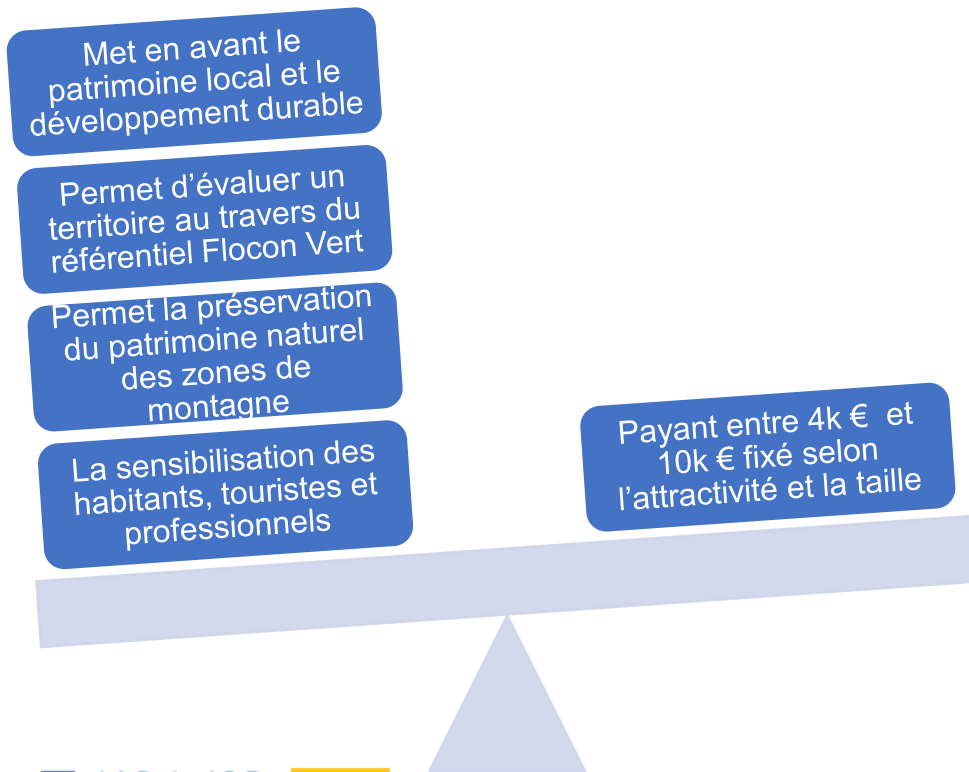 Met en avant le
patrimoine local et le
développement durable
Permet d’évaluer un
territoire au travers du
référentiel Flocon Vert
Permet la préservation
du patrimoine naturel
des zones de
montagne
La sensibilisation des
habitants, touristes et
professionnels
Payant entre 4k € et
10k € fixé selon
l’attractivité et la taille